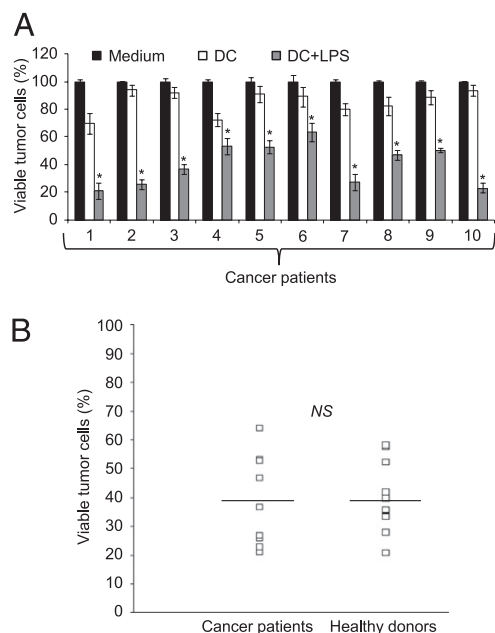 A
Medium DC DC+LPS
Viable tumor cells (%)
120
100
80
60
40
20
0
* * * * * * * * * *
1 2 3 4 5 6 7 8 9 10
Cancer patients
B
Viable tumor cells (%)
100
90
80
70
60
50
40
30
20
10
0
NS
Cancer patients Healthy donors